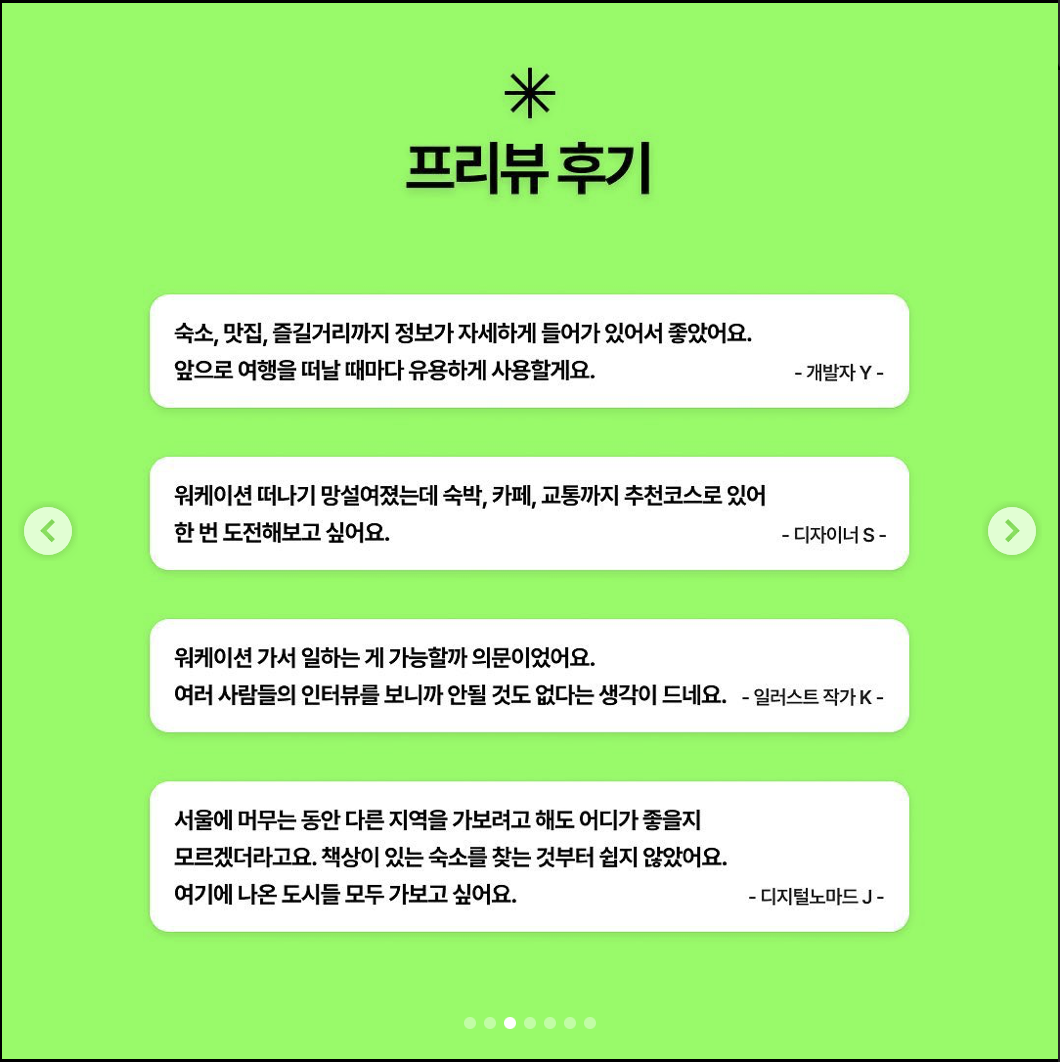 프리뷰 후기
숙소, 맛집, 즐길거리까지 정보가 자세하게 들어가 있어서 좋았어요.
앞으로 여행을 떠날 때마다 유용하게 사용할게요.
- 개발자 Y -
워케이션 떠나기 망설여졌는데 숙박, 카페, 교통까지 추천코스로 있어
한 번 도전해보고 싶어요.
- 디자이너 S -
워케이션 가서 일하는 게 가능할까 의문이었어요.
여러 사람들의 인터뷰를 보니까 안될 것도 없다는 생각이 드네요.
- 일러스트 작가 K -
서울에 머무는 동안 다른 지역을 가보려고 해도 어디가 좋을지
모르겠더라고요. 책상이 있는 숙소를 찾는 것부터 쉽지 않았어요.
여기에 나온 도시들 모두 가보고 싶어요.
- 디지털노마드 J -